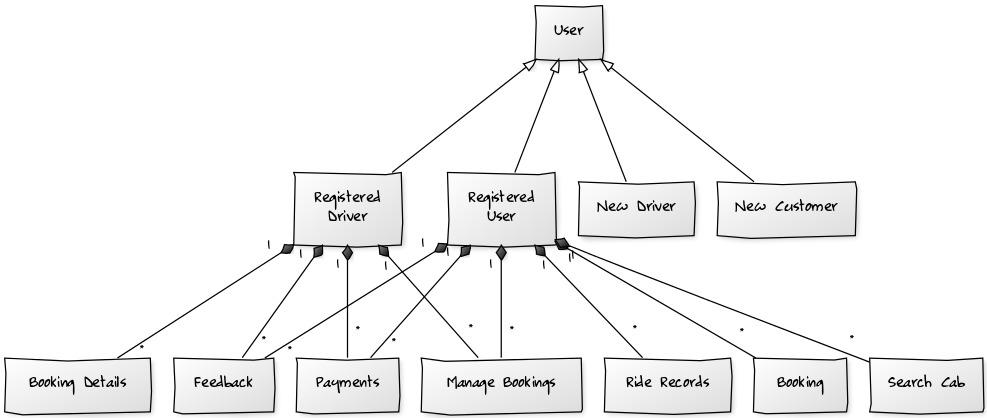 User
Registered
Driver
Registered
User
New Driver
New Customer
1
1
1
1
1
1
1
1
1
1
*
*
*
*
*
*
*
*
*
*
Booking Details
Feedback
Payments
Manage Bookings
Ride Records
Booking
Search Cab